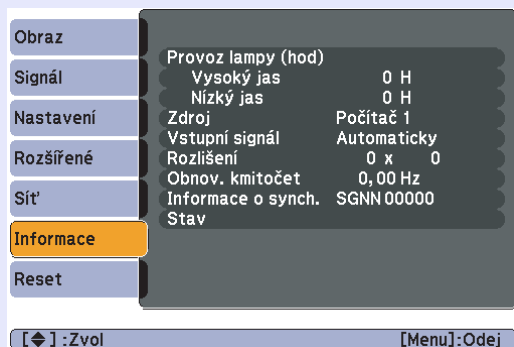 Obraz
Signál
Nastavení
Rozšířené
Síť
Informace
Reset
Provoz lampy (hod)
Vysoký jas 0 H
Nízký jas 0 H
Zdroj Počítač 1
Vstupní signál Automaticky
Rozlišení 0 x 0
Obnov. kmitočet 0,00 Hz
Informace o synch. SGNN 00000
Stav
[◆] :Zvol [Menu]:Odej